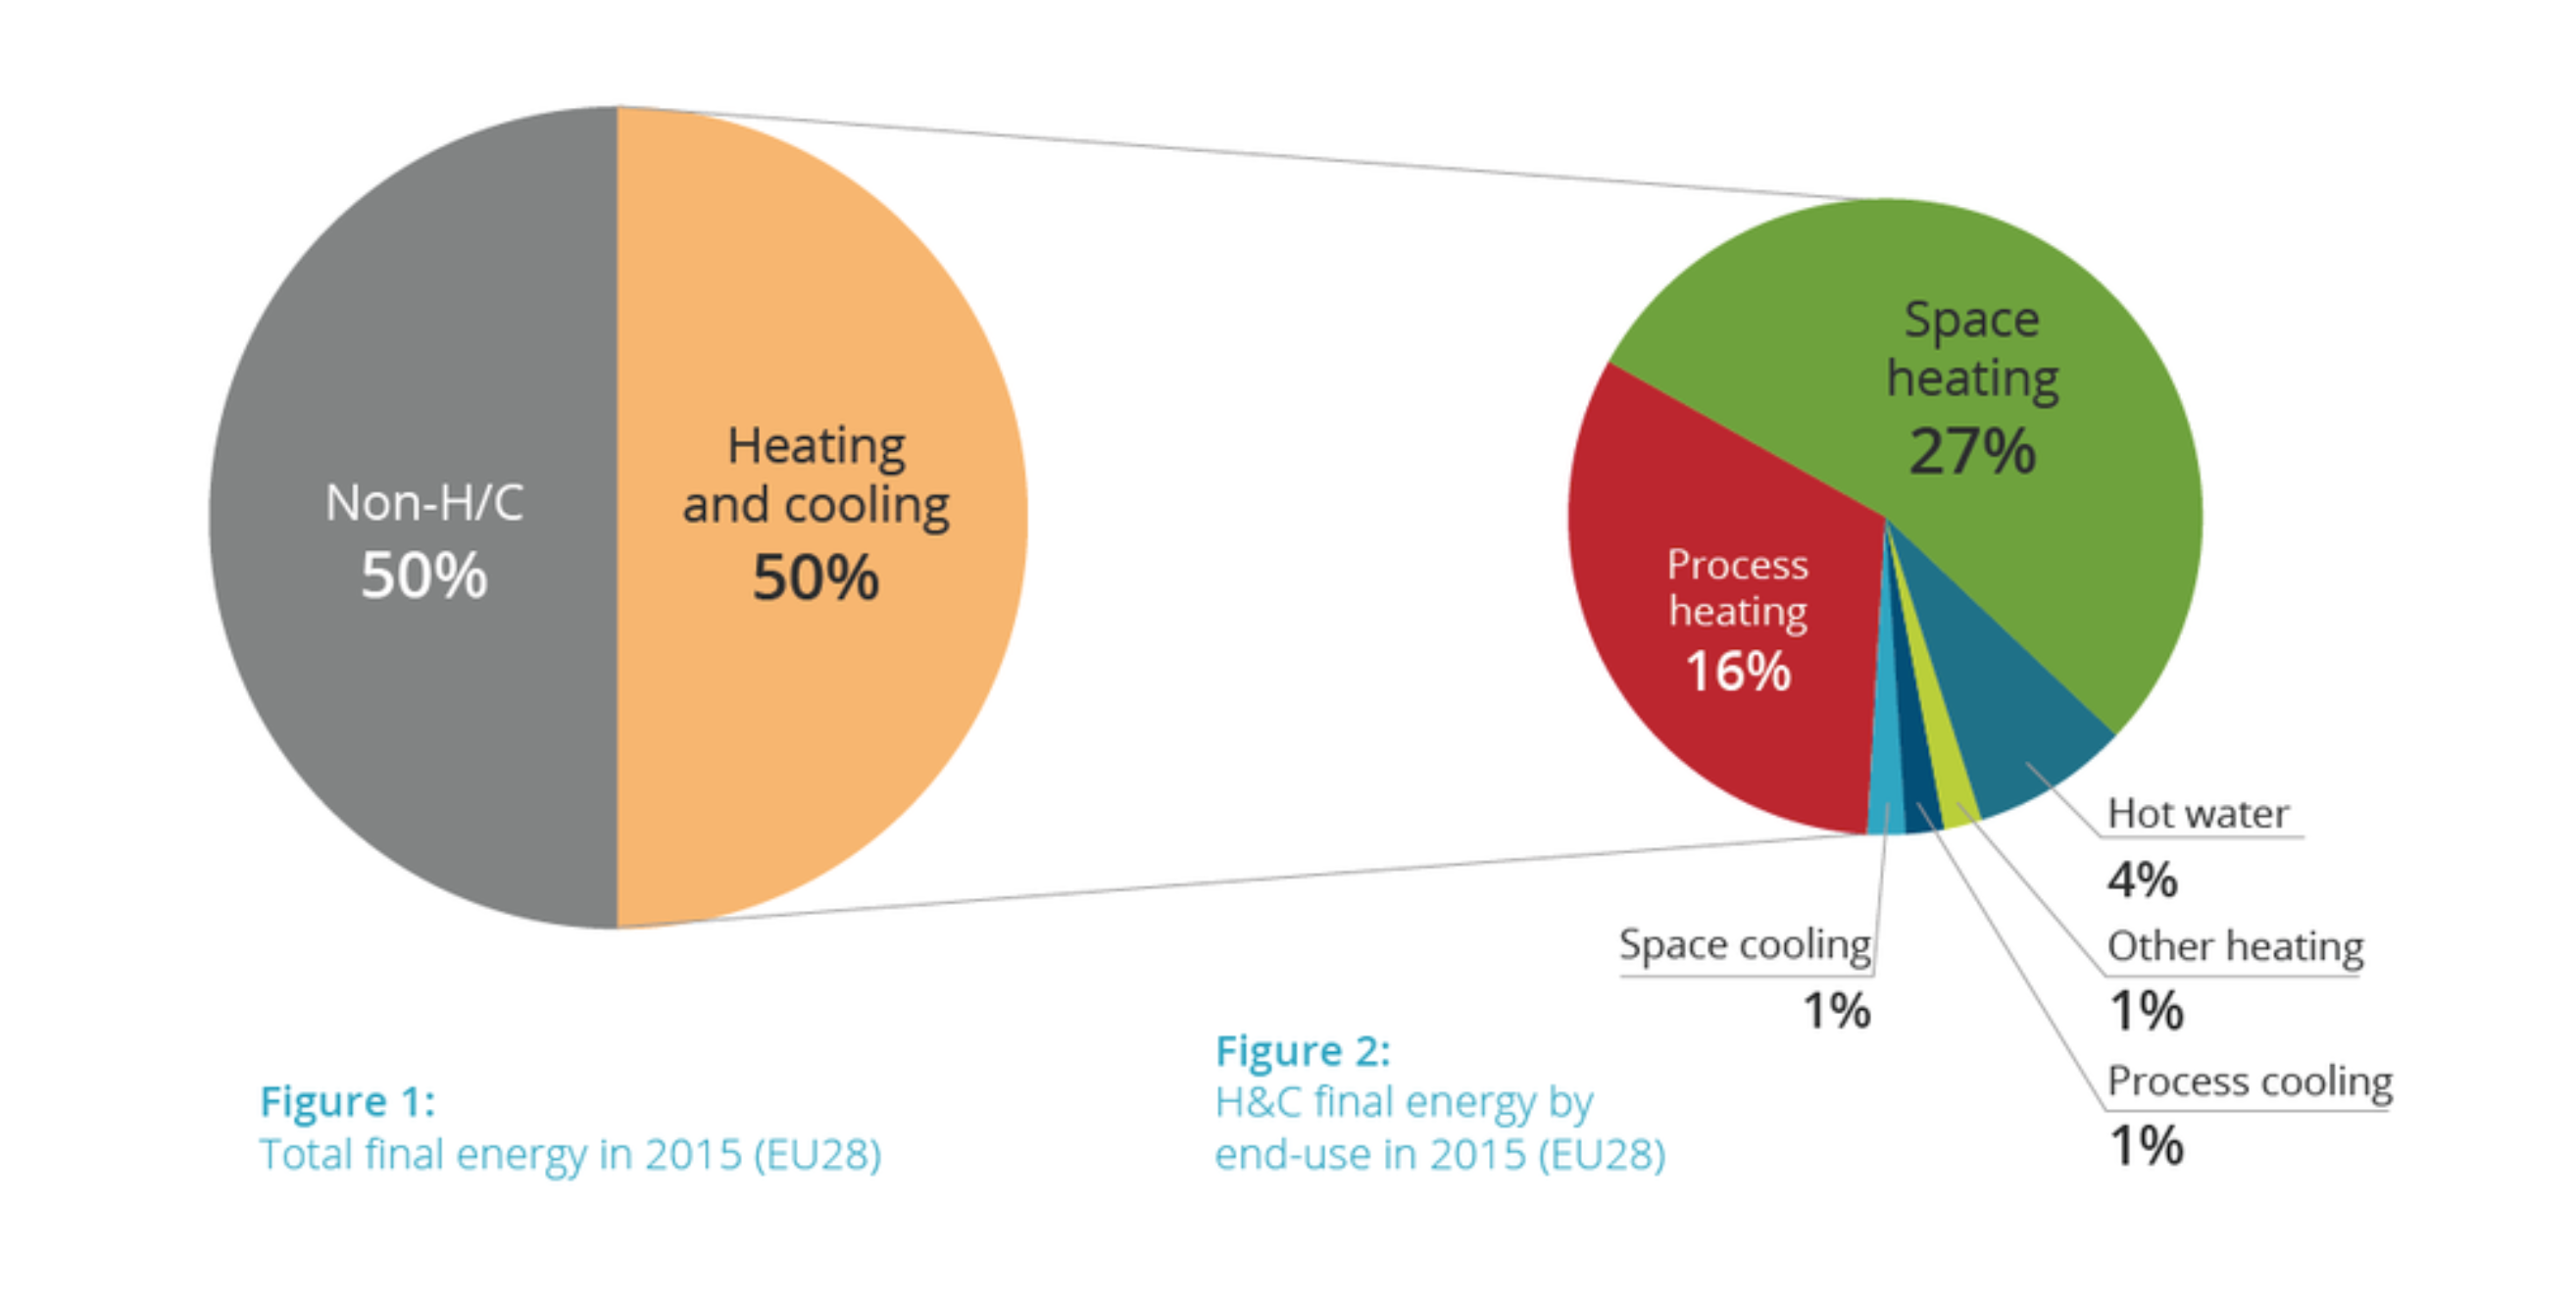 Non-H/C
50%
Heating
and cooling
50%
Space
heating
27%
Process
heating
16%
Hot water
4%
Other heating
1%
Process cooling
1%
Space cooling
1%
Figure 1:
Total final energy in 2015 (EU28)
Figure 2:
H&C final energy by
end-use in 2015 (EU28)